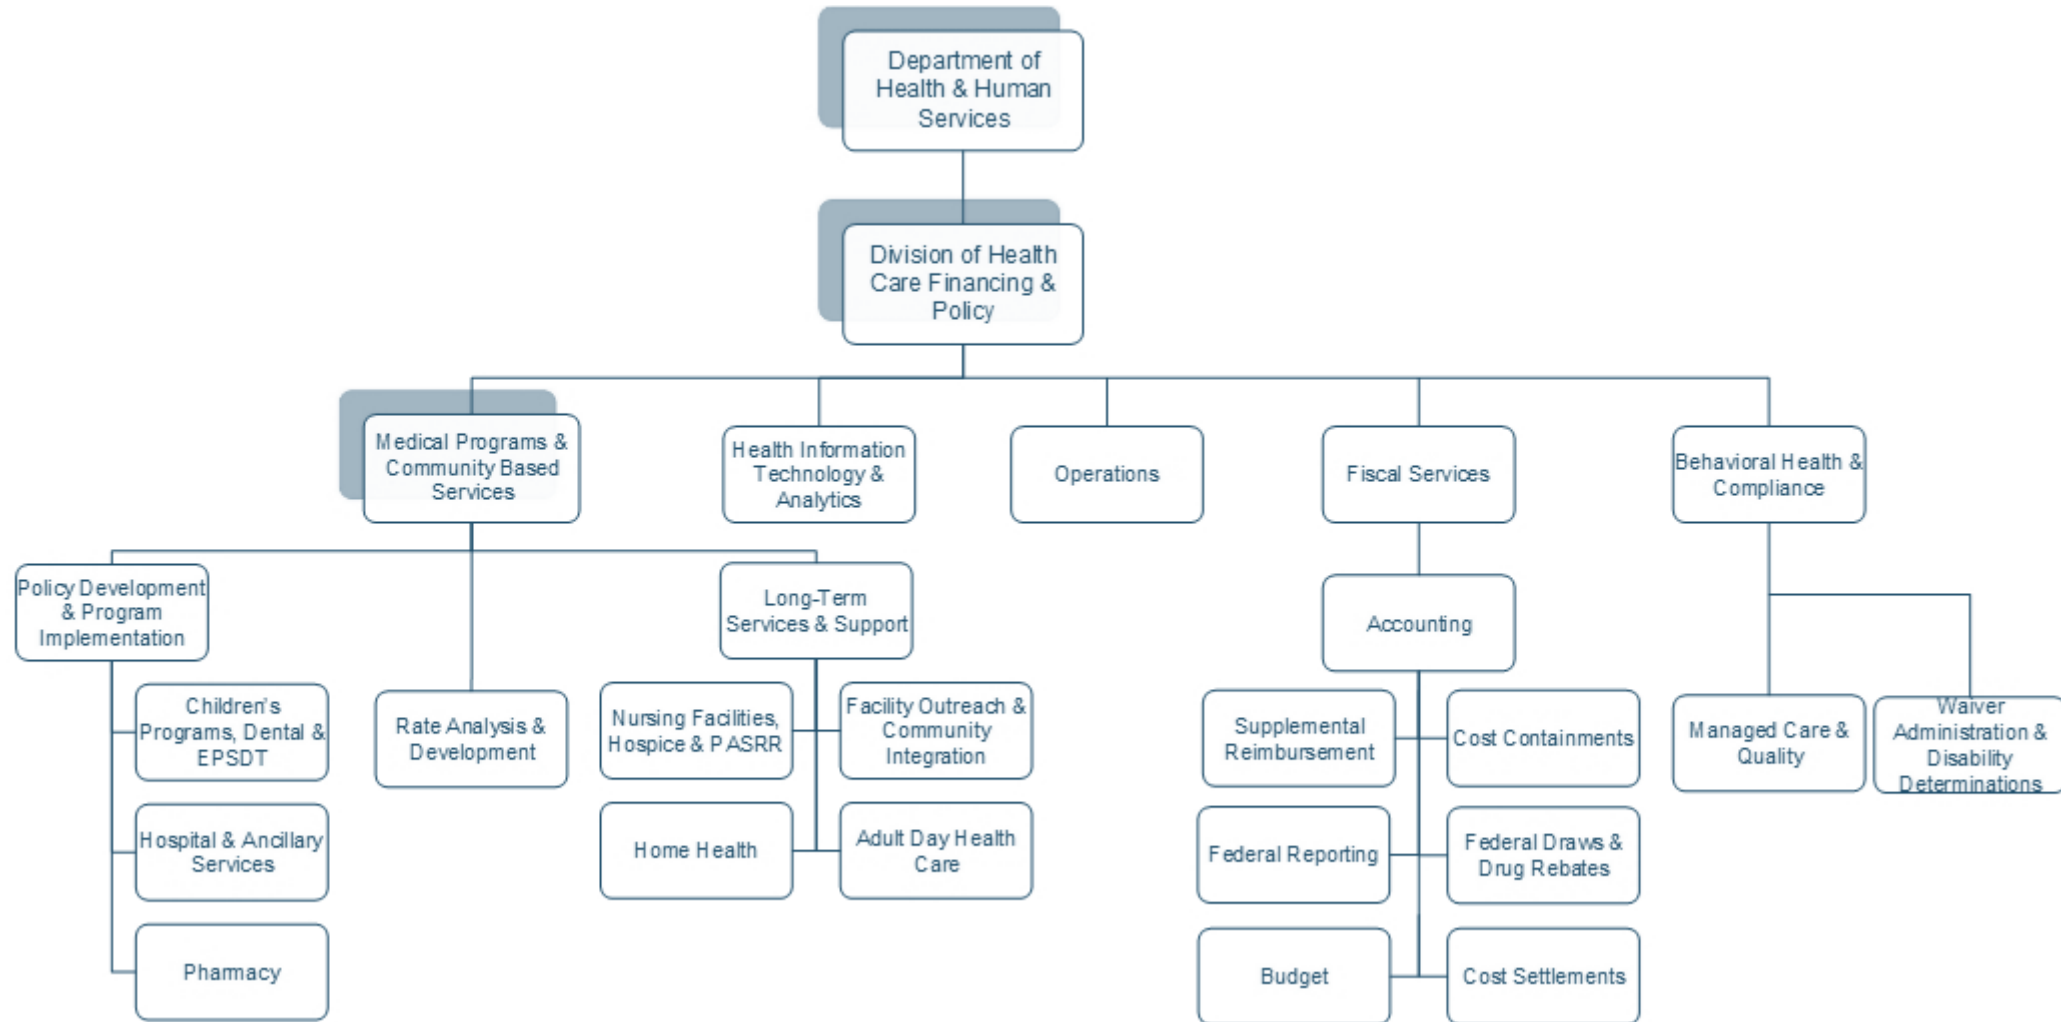 Department of
Health & Human
Services
Division of Health
Care Financing &
Policy
Medical Programs &
Community Based
Services
Health Information
Technology &
Analytics
Operations
Fiscal Services
Behavioral Health &
Compliance
Policy Development
& Program
Implementation
Long-Term
Services & Support
Accounting
Children's
Programs, Dental &
EPSDT
Rate Analysis &
Development
Nursing Facilities,
Hospice & PASRR
Facility Outreach &
Community
Integration
Supplemental
Reimbursement
Cost Containments
Managed Care &
Quality
Waiver
Administration &
Disability
Determinations
Hospital & Ancillary
Services
Home Health
Adult Day Health
Care
Federal Reporting
Federal Draws &
Drug Rebates
Pharmacy
Budget
Cost Settlements